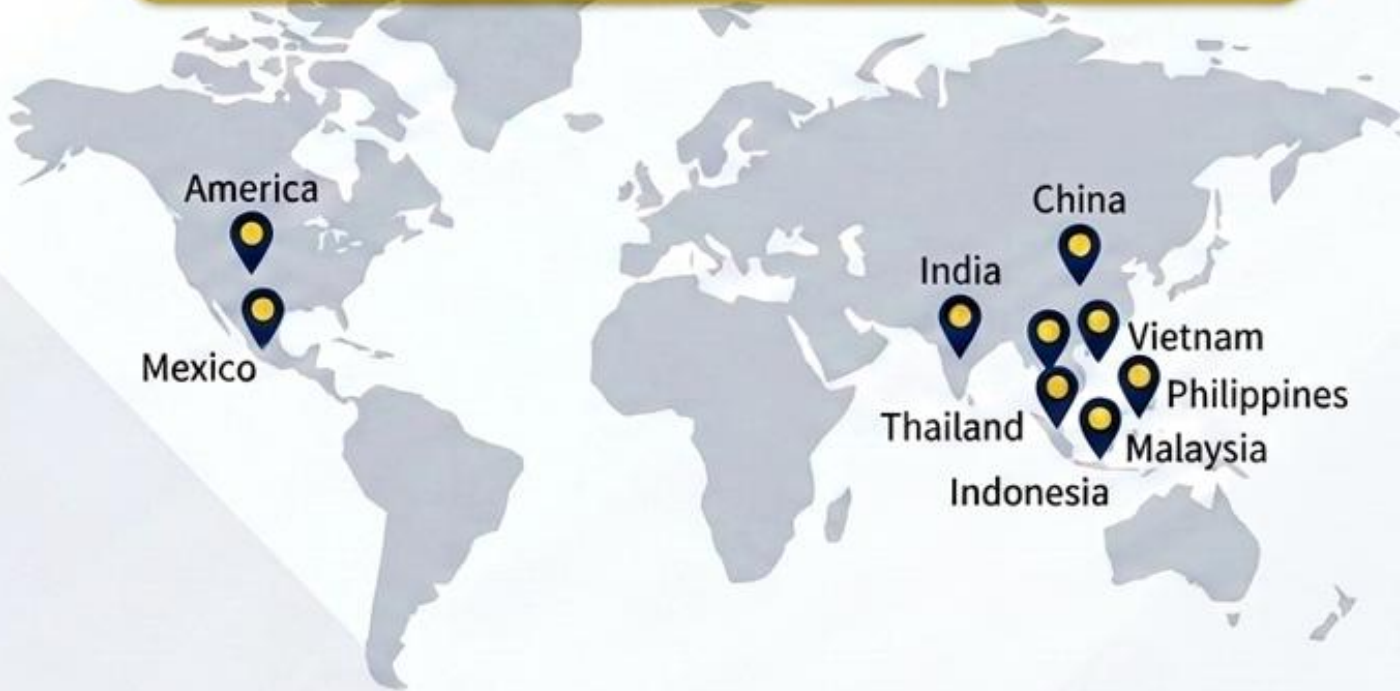 America
China
India
Mexico
Vietnam
Philippines
Thailand
Malaysia
Indonesia